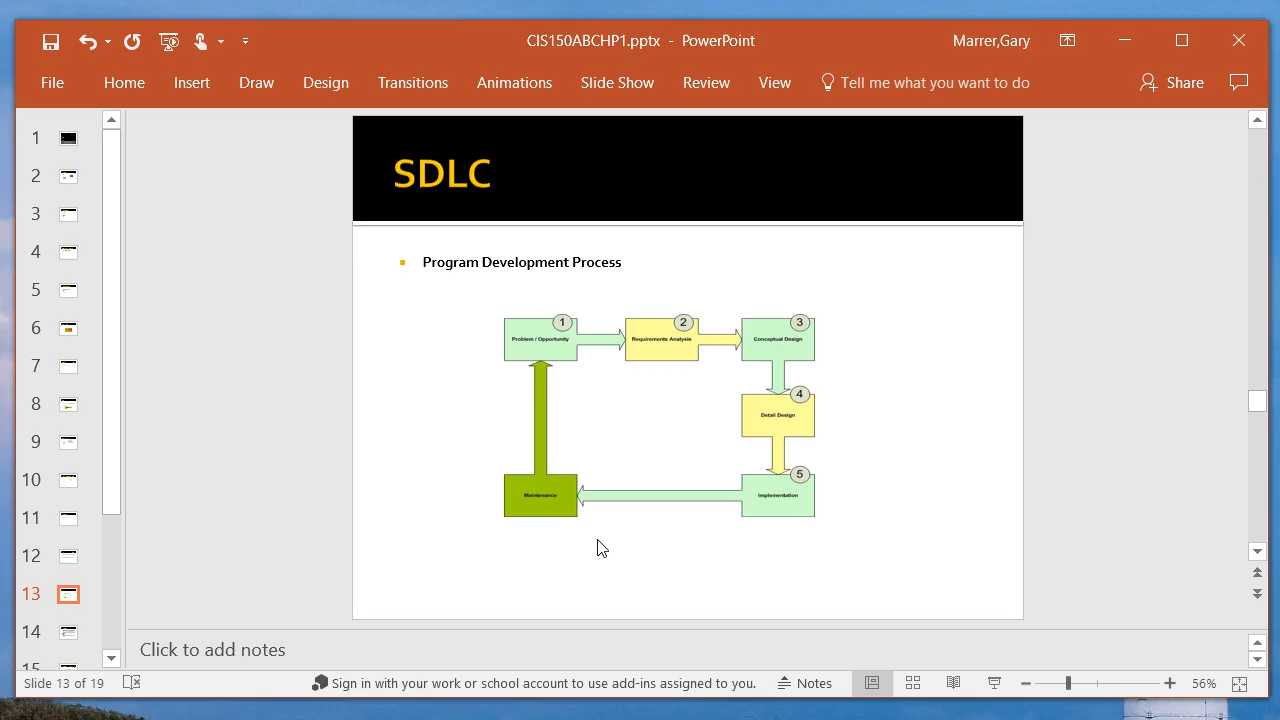 CIS150ABCHP1.pptx - PowerPoint
Marrer,Gary
File Home Insert Draw Design Transitions Animations Slide Show Review View Tell me what you want to do Share
1
2
3
4
5
6
7
8
9
10
11
12
13
14
15
SDLC
Program Development Process
1
Problem / Opportunity
2
Requirements Analysis
3
Conceptual Design
4
Detail Design
5
Implementation
Maintenance
Click to add notes
Slide 13 of 19
Sign in with your work or school account to use add-ins assigned to you.
Notes
56%